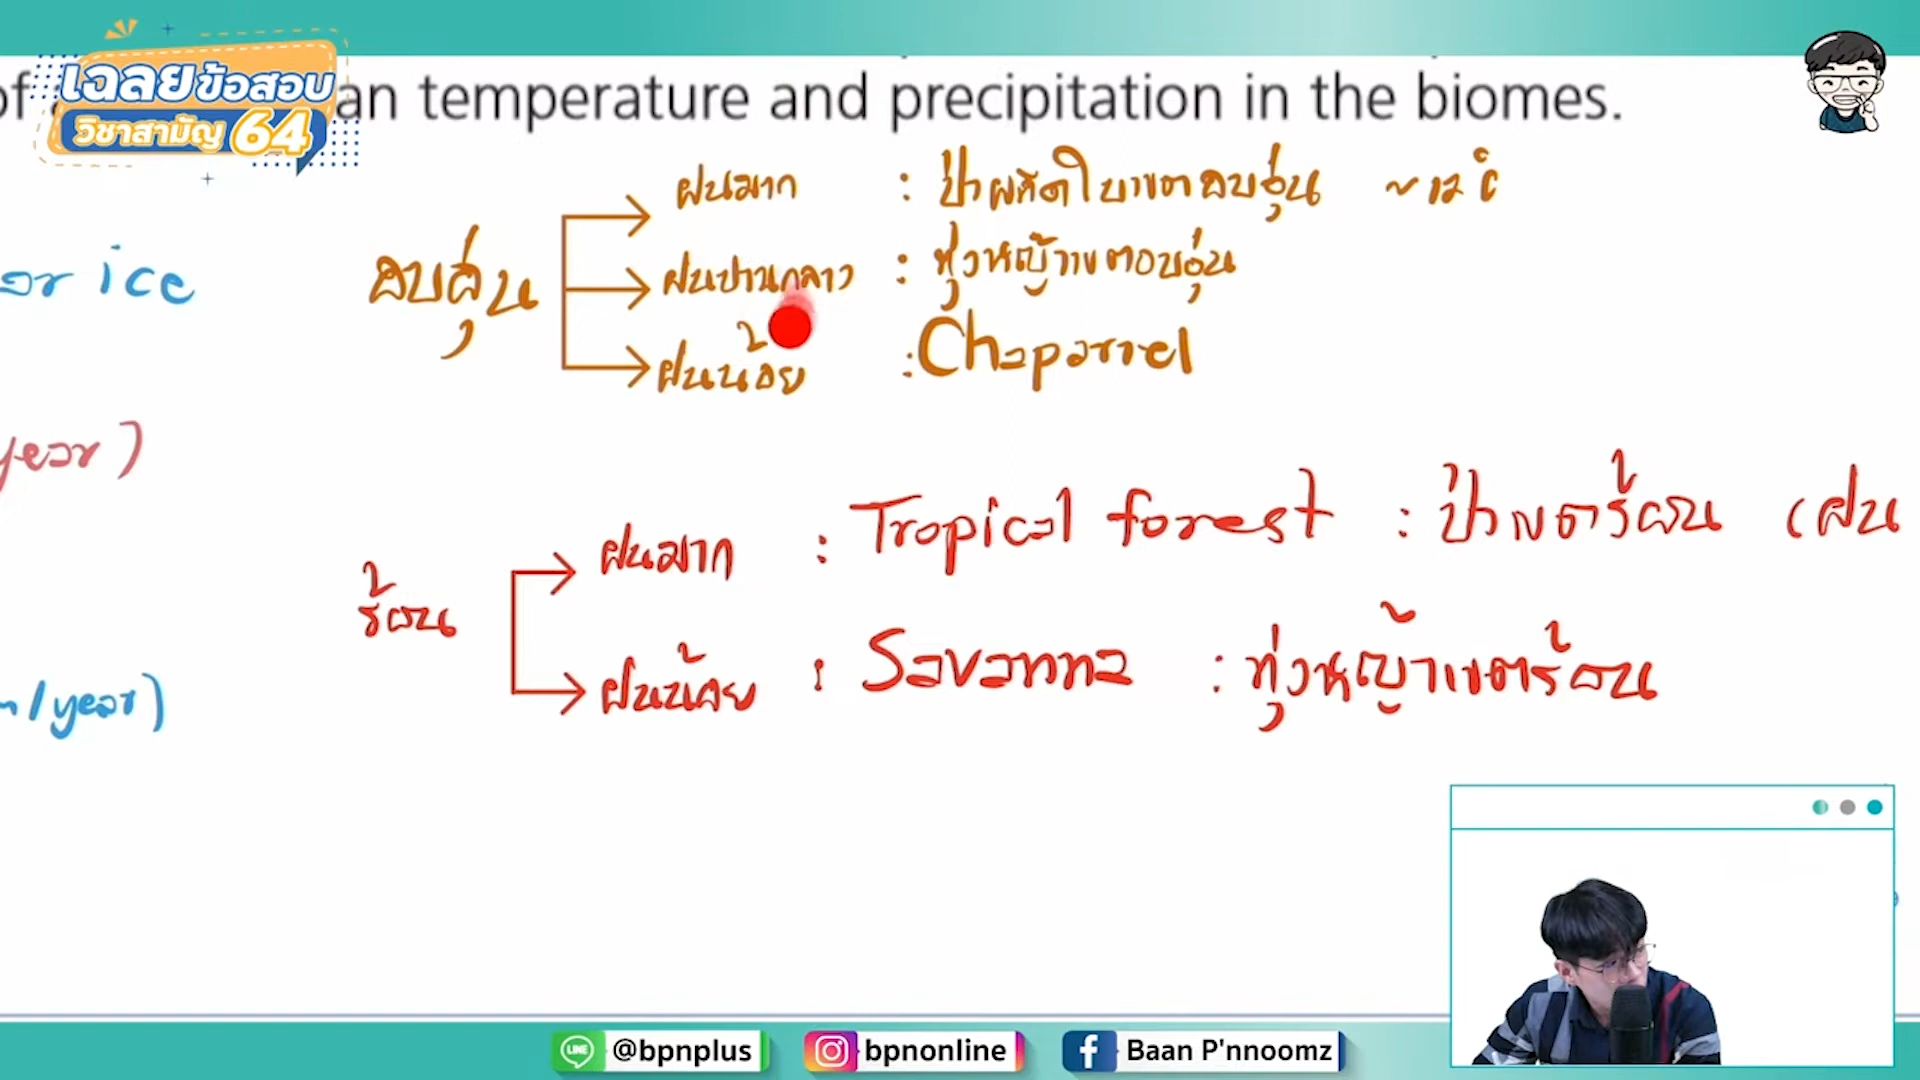 เฉลยข้อสอบ
วิชาสามัญ 64
an temperature and precipitation in the biomes.
or ice
อบอุ่น
ฝนมาก : ป่าผลัดใบเขตอบอุ่น ~ 12 °C
ฝนปานกลาง : ทุ่งหญ้าเขตอบอุ่น
ฝนน้อย : Chaparral
year)
ร้อน
ฝนมาก : Tropical forest : ป่าเขตร้อน (ฝน
ฝนน้อย : Savanna : ทุ่งหญ้าเขตร้อน
/year)
LINE @bpnplus
bpnonline
Baan P'nnoomz